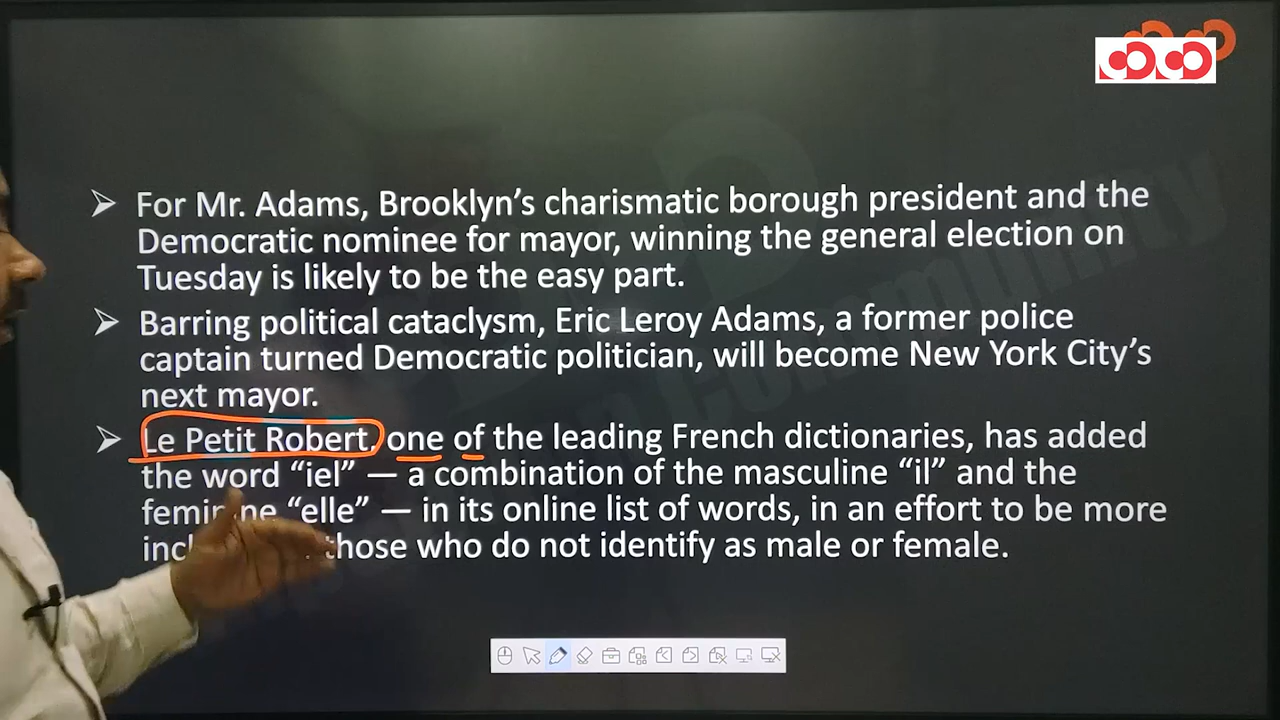 For Mr. Adams, Brooklyn's charismatic borough president and the
Democratic nominee for mayor, winning the general election on
Tuesday is likely to be the easy part.
Barring political cataclysm, Eric Leroy Adams, a former police
captain turned Democratic politician, will become New York City's
next mayor.
Le Petit Robert, one of the leading French dictionaries, has added
the word “iel” — a combination of the masculine “il” and the
“elle” — in its online list of words, in an effort to be more
those who do not identify as male or female.
Community